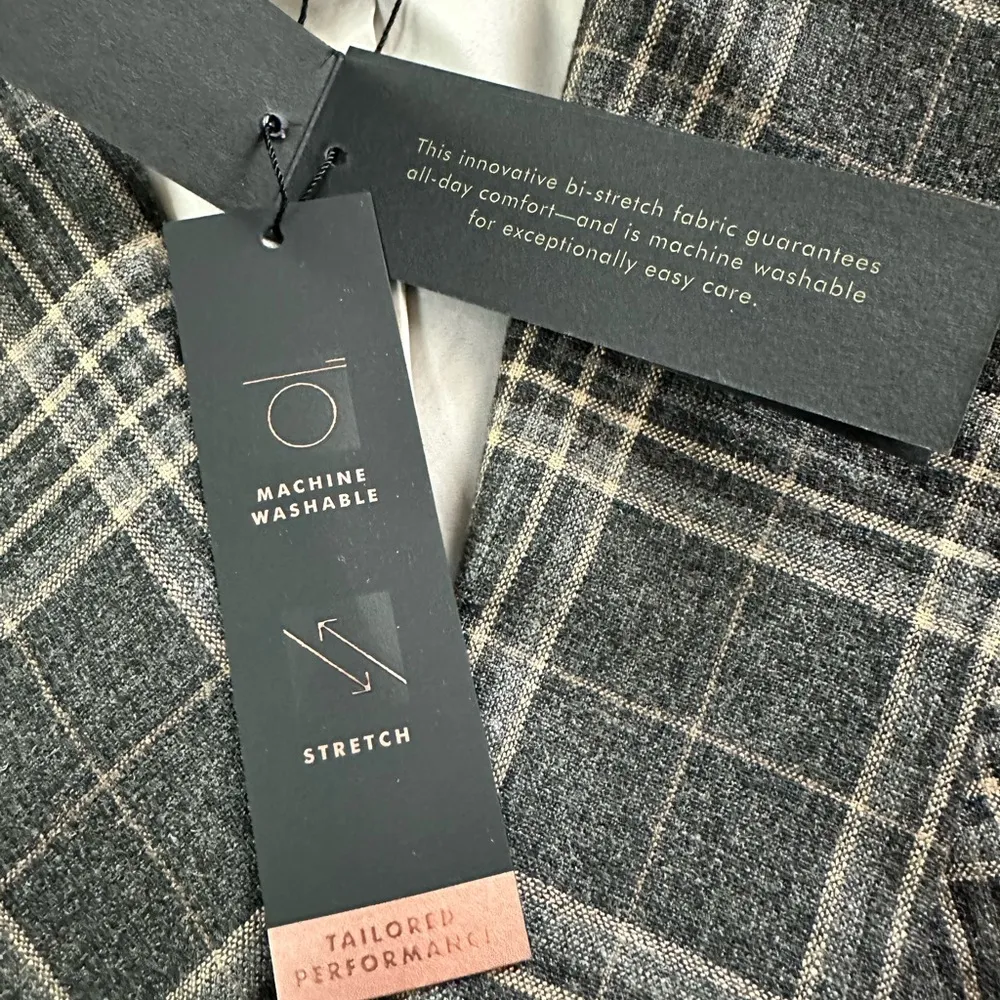 This innovative bi-stretch fabric guarantees
all-day comfort—and is machine washable
for exceptionally easy care.
MACHINE
WASHABLE
STRETCH
TAILORED
PERFORMANCE